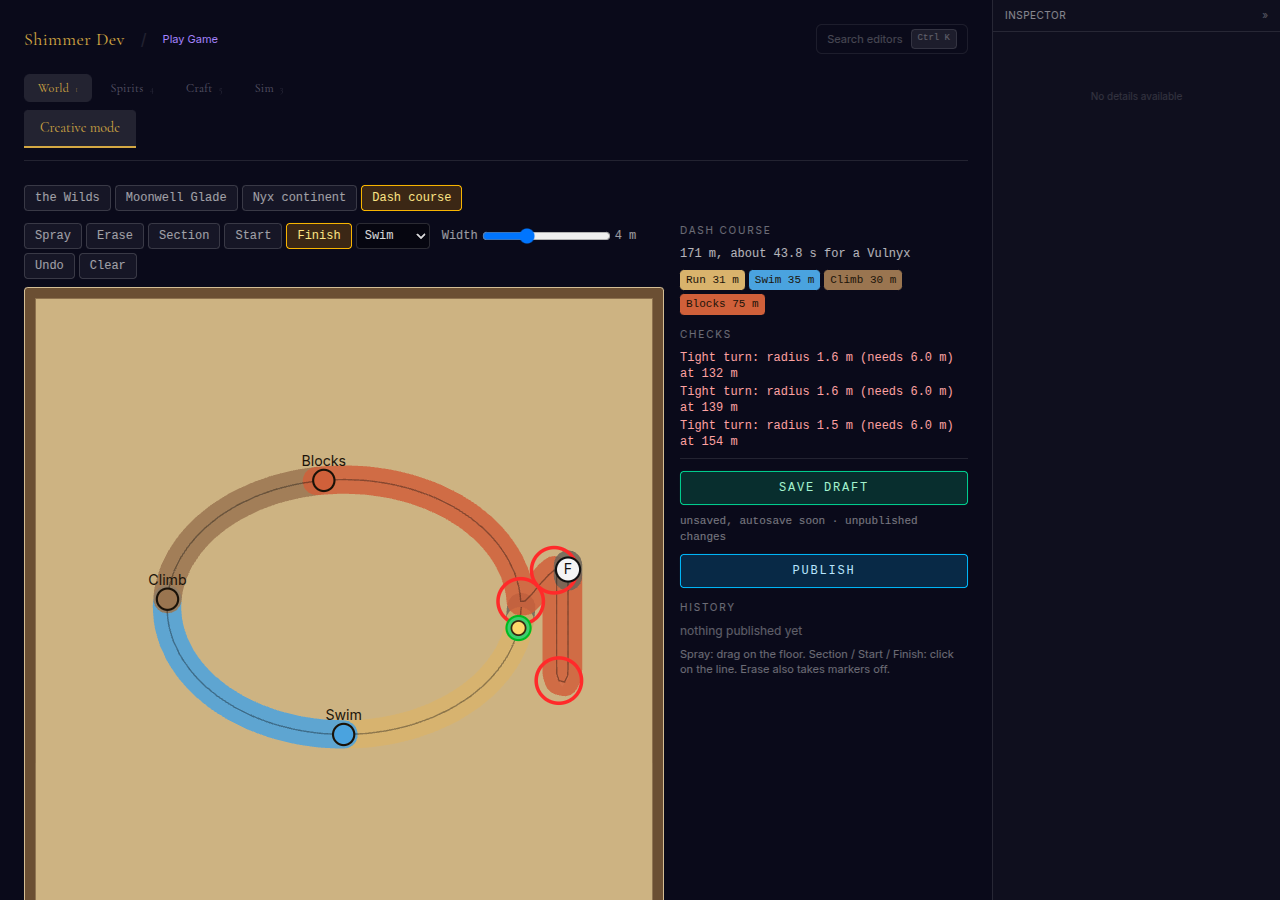 Shimmer Dev / Play Game
Search editors Ctrl K
INSPECTOR »
No details available
World Spirits Craft Sim
Creative mode
the Wilds Moonwell Glade Nyx continent Dash course
Spray Erase Section Start Finish Swim Width 4 m
Undo Clear
DASH COURSE
171 m, about 43.8 s for a Vulnyx
Run 31 m Swim 35 m Climb 30 m
Blocks 75 m
CHECKS
Tight turn: radius 1.6 m (needs 6.0 m)
at 132 m
Tight turn: radius 1.6 m (needs 6.0 m)
at 139 m
Tight turn: radius 1.5 m (needs 6.0 m)
at 154 m
SAVE DRAFT
unsaved, autosave soon · unpublished
changes
PUBLISH
HISTORY
nothing published yet
Spray: drag on the floor. Section / Start / Finish: click
on the line. Erase also takes markers off.
Blocks
F
Climb
Swim